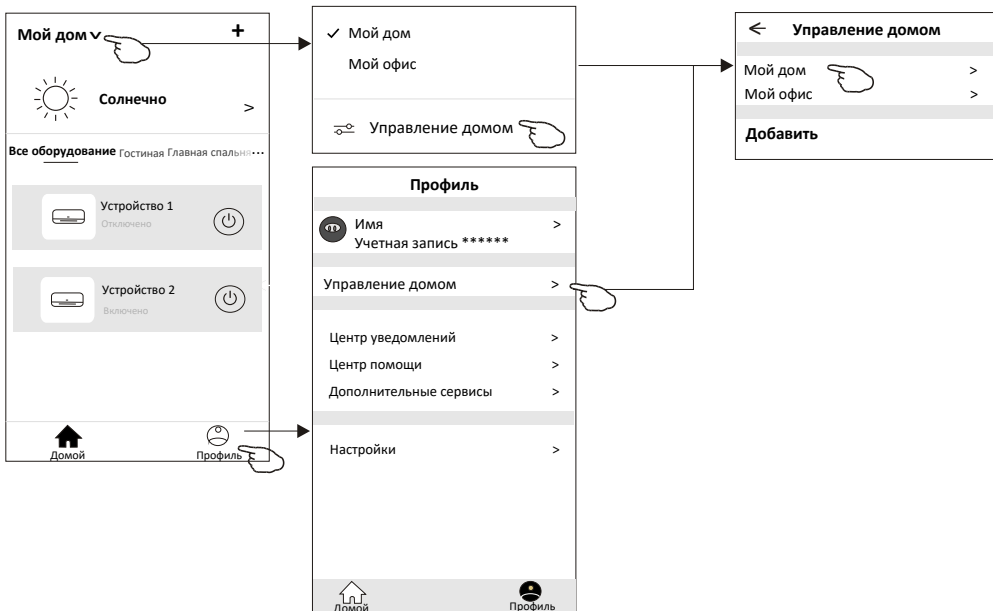 Мой дом
+
Солнечно
>
Все оборудование Гостиная Главная спальня...
Устройство 1
Отключено
Устройство 2
Включено
Домой
Профиль
Мой дом
Мой офис
Управление домом
Профиль
Имя >
Учетная запись ******
Управление домом >
Центр уведомлений >
Центр помощи >
Дополнительные сервисы >
Настройки >
Домой
Профиль
Управление домом
Мой дом >
Мой офис >
Добавить